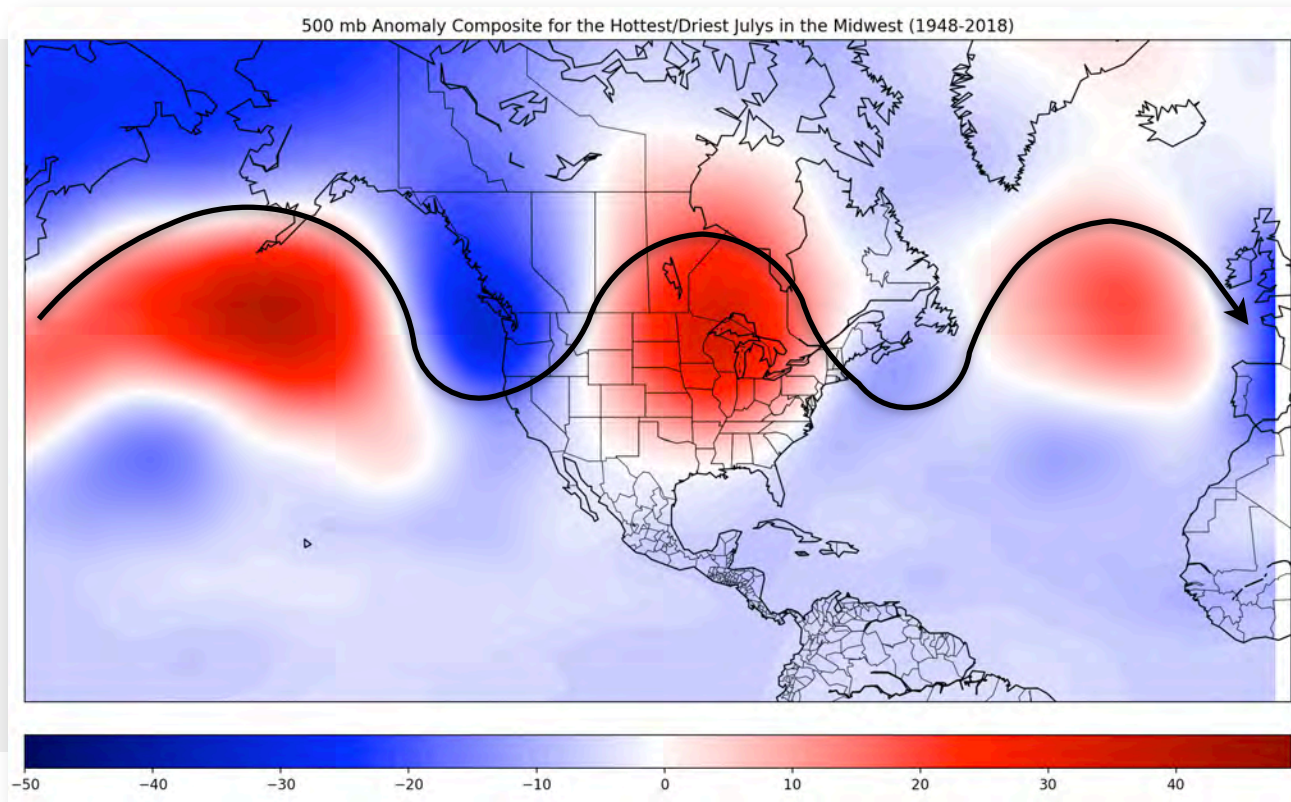 500 mb Anomaly Composite for the Hottest/Driest Julys in the Midwest (1948-2018)
−50 −40 −30 −20 −10 0 10 20 30 40